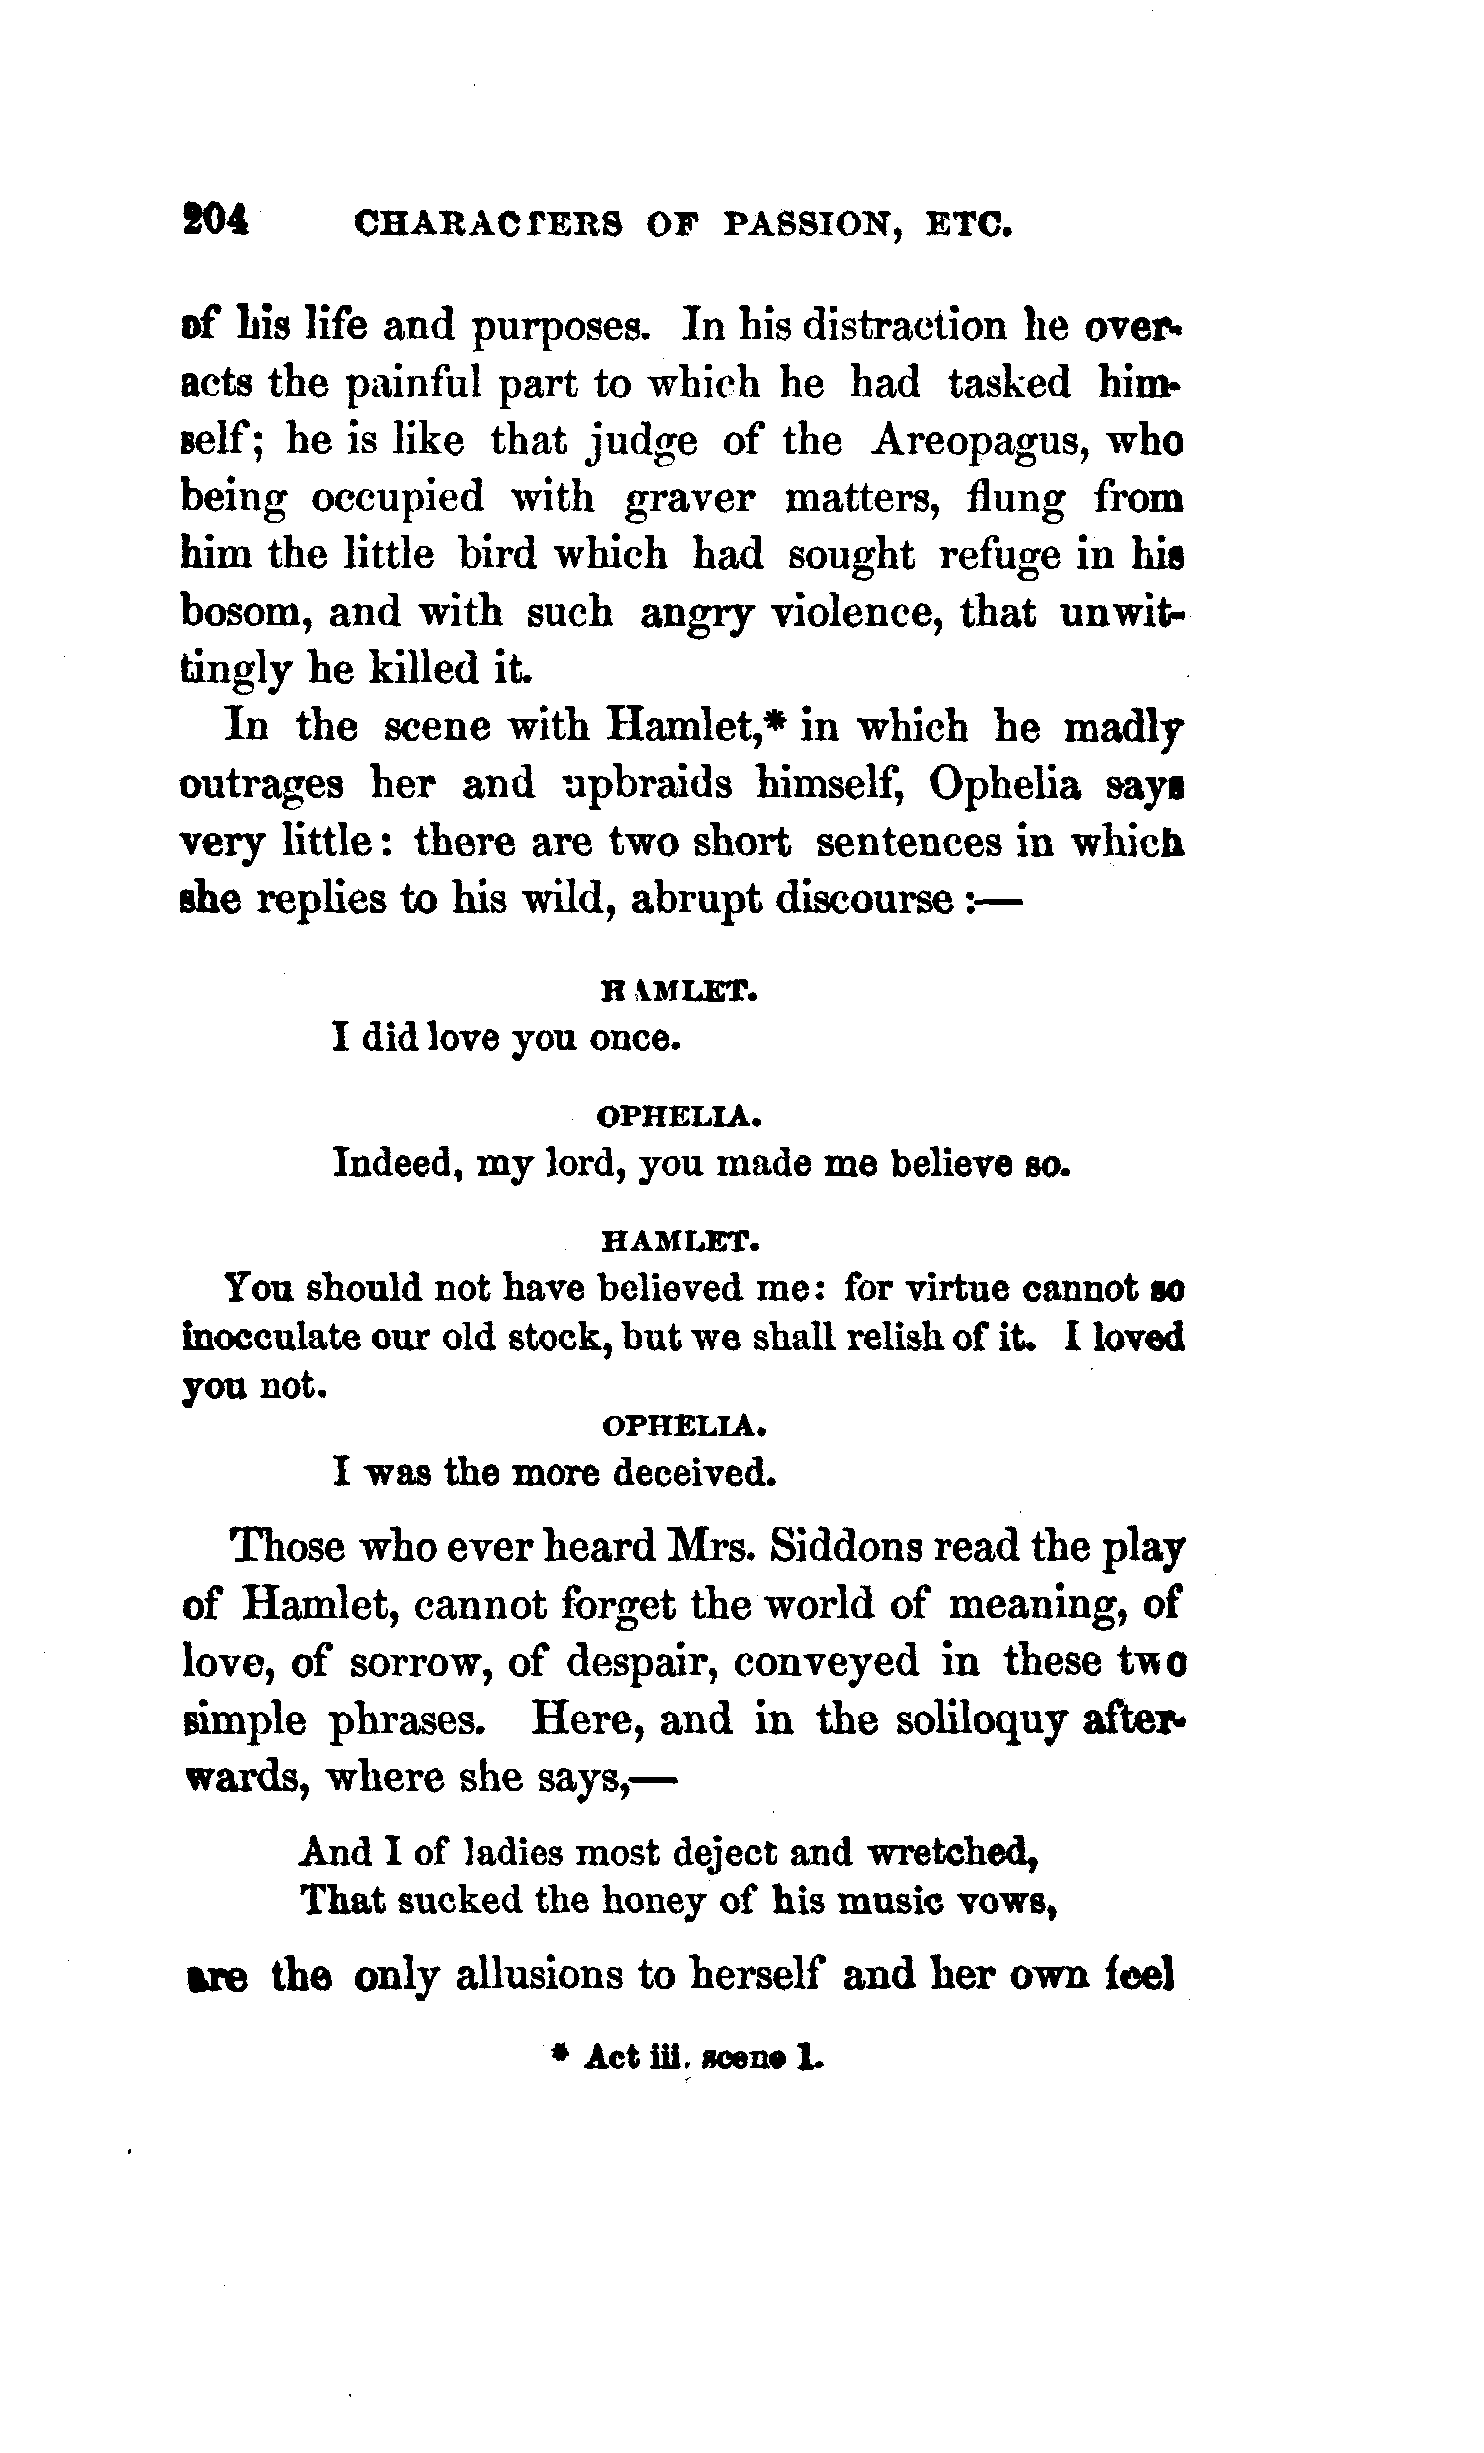 204 CHARACTERS OF PASSION, ETC.
of his life and purposes. In his distraction he over-
acts the painful part to which he had tasked him-
self; he is like that judge of the Areopagus, who
being occupied with graver matters, flung from
him the little bird which had sought refuge in his
bosom, and with such angry violence, that unwit-
tingly he killed it.
In the scene with Hamlet,* in which he madly
outrages her and upbraids himself, Ophelia says
very little: there are two short sentences in which
she replies to his wild, abrupt discourse:—
HAMLET.
I did love you once.
OPHELIA.
Indeed, my lord, you made me believe so.
HAMLET.
You should not have believed me: for virtue cannot so
inocculate our old stock, but we shall relish of it. I loved
you not.
OPHELIA.
I was the more deceived.
Those who ever heard Mrs. Siddons read the play
of Hamlet, cannot forget the world of meaning, of
love, of sorrow, of despair, conveyed in these two
simple phrases. Here, and in the soliloquy after-
wards, where she says,—
And I of ladies most deject and wretched,
That sucked the honey of his music vows,
are the only allusions to herself and her own feel
* Act iii. scene 1.